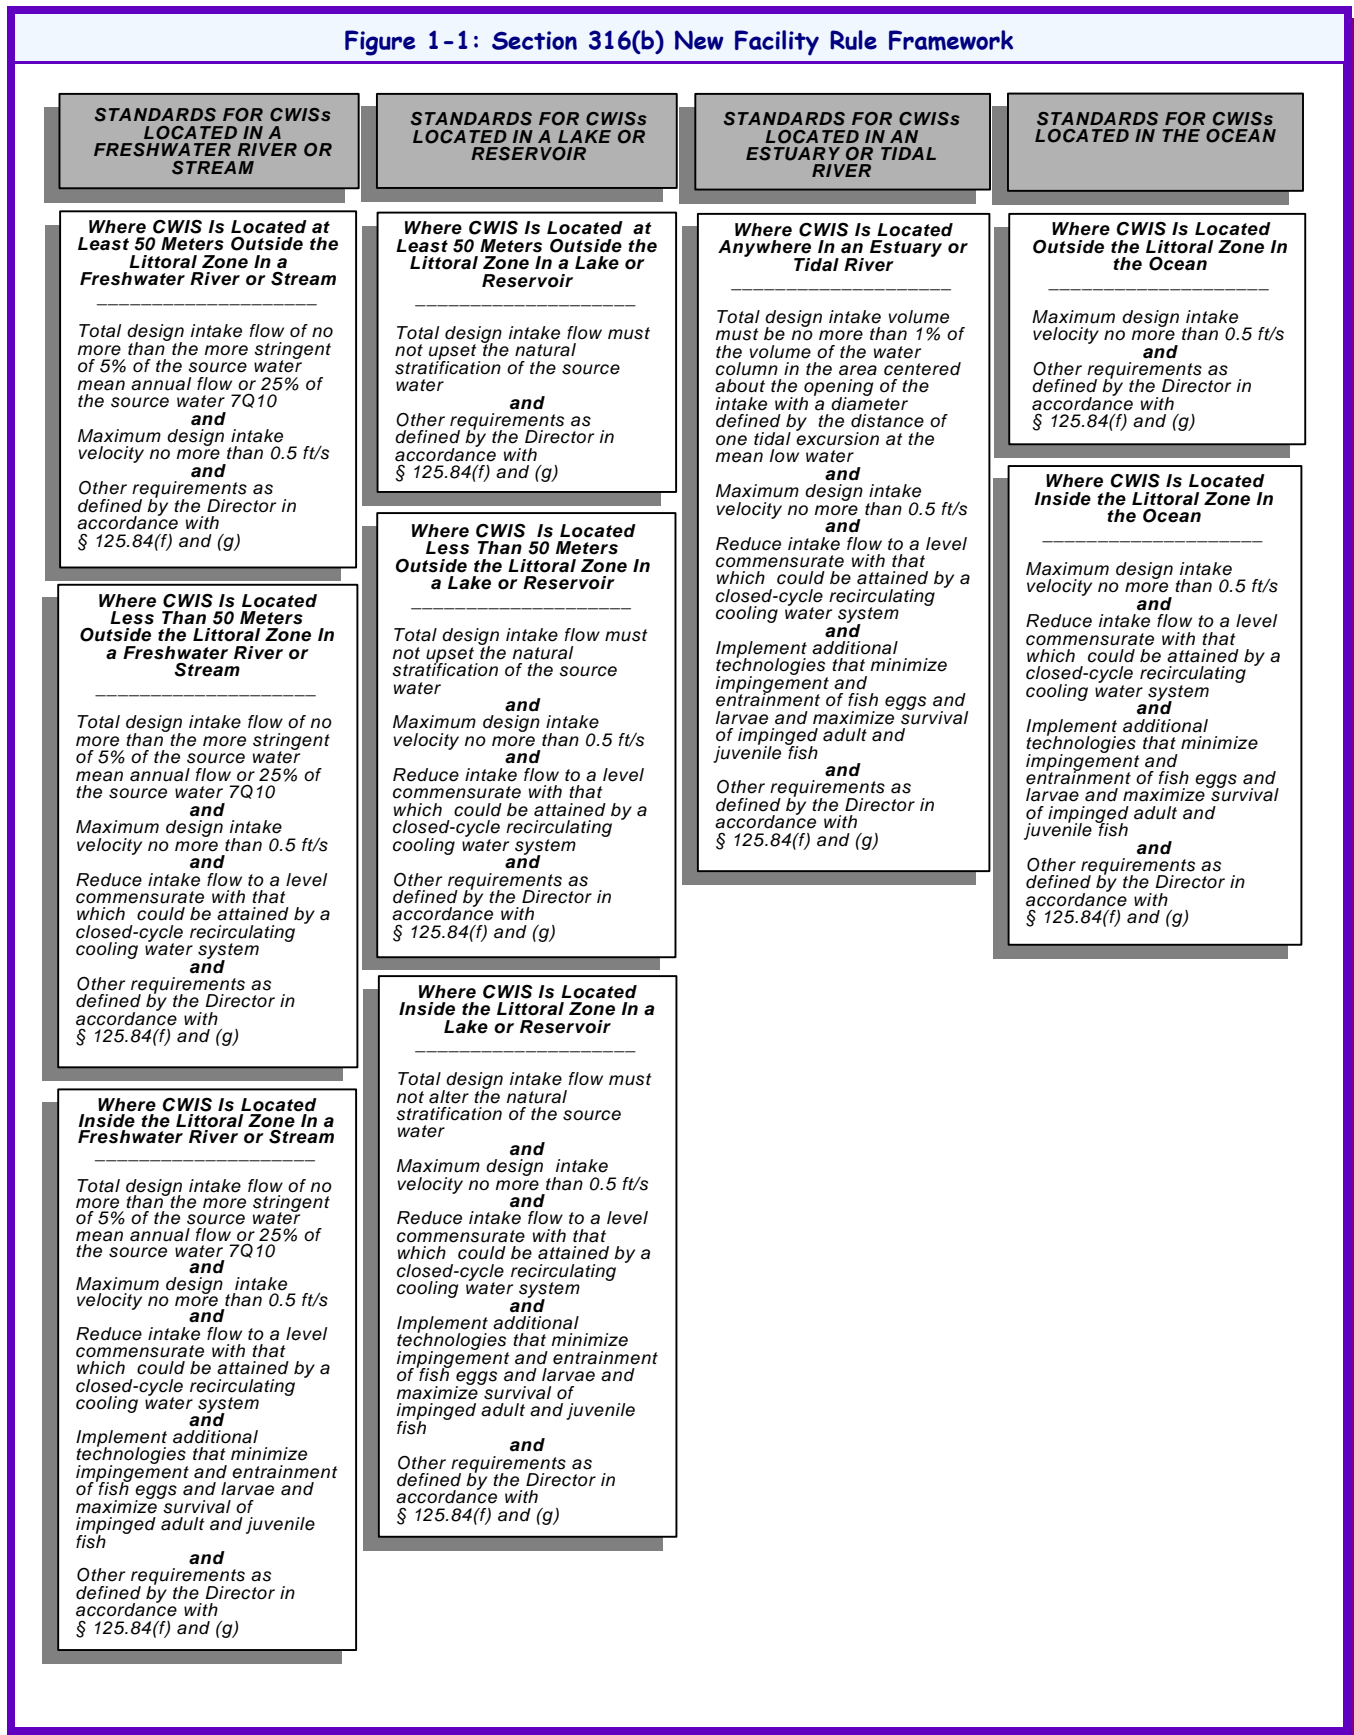 Figure 1-1: Section 316(b) New Facility Rule Framework
STANDARDS FOR CWISs
LOCATED IN A
FRESHWATER RIVER OR
STREAM
Where CWIS Is Located at
Least 50 Meters Outside the
Littoral Zone In a
Freshwater River or Stream
____________________
Total design intake flow of no
more than the more stringent
of 5% of the source water
mean annual flow or 25% of
the source water 7Q10
and
Maximum design intake
velocity no more than 0.5 ft/s
and
Other requirements as
defined by the Director in
accordance with
§ 125.84(f) and (g)
Where CWIS Is Located
Less Than 50 Meters
Outside the Littoral Zone In
a Freshwater River or
Stream
____________________
Total design intake flow of no
more than the more stringent
of 5% of the source water
mean annual flow or 25% of
the source water 7Q10
and
Maximum design intake
velocity no more than 0.5 ft/s
and
Reduce intake flow to a level
commensurate with that
which could be attained by a
closed-cycle recirculating
cooling water system
and
Other requirements as
defined by the Director in
accordance with
§ 125.84(f) and (g)
Where CWIS Is Located
Inside the Littoral Zone In a
Freshwater River or Stream
____________________
Total design intake flow of no
more than the more stringent
of 5% of the source water
mean annual flow or 25% of
the source water 7Q10
and
Maximum design intake
velocity no more than 0.5 ft/s
and
Reduce intake flow to a level
commensurate with that
which could be attained by a
closed-cycle recirculating
cooling water system
and
Implement additional
technologies that minimize
impingement and entrainment
of fish eggs and larvae and
maximize survival of
impinged adult and juvenile
fish
and
Other requirements as
defined by the Director in
accordance with
§ 125.84(f) and (g)
STANDARDS FOR CWISs
LOCATED IN A LAKE OR
RESERVOIR
Where CWIS Is Located at
Least 50 Meters Outside the
Littoral Zone In a Lake or
Reservoir
____________________
Total design intake flow must
not upset the natural
stratification of the source
water
and
Other requirements as
defined by the Director in
accordance with
§ 125.84(f) and (g)
Where CWIS Is Located
Less Than 50 Meters
Outside the Littoral Zone In
a Lake or Reservoir
____________________
Total design intake flow must
not upset the natural
stratification of the source
water
and
Maximum design intake
velocity no more than 0.5 ft/s
and
Reduce intake flow to a level
commensurate with that
which could be attained by a
closed-cycle recirculating
cooling water system
and
Other requirements as
defined by the Director in
accordance with
§ 125.84(f) and (g)
Where CWIS Is Located
Inside the Littoral Zone In a
Lake or Reservoir
____________________
Total design intake flow must
not alter the natural
stratification of the source
water
and
Maximum design intake
velocity no more than 0.5 ft/s
and
Reduce intake flow to a level
commensurate with that
which could be attained by a
closed-cycle recirculating
cooling water system
and
Implement additional
technologies that minimize
impingement and entrainment
of fish eggs and larvae and
maximize survival of
impinged adult and juvenile
fish
and
Other requirements as
defined by the Director in
accordance with
§ 125.84(f) and (g)
STANDARDS FOR CWISs
LOCATED IN AN
ESTUARY OR TIDAL
RIVER
Where CWIS Is Located
Anywhere In an Estuary or
Tidal River
____________________
Total design intake volume
must be no more than 1% of
the volume of the water
column in the area centered
about the opening of the
intake with a diameter
defined by the distance of
one tidal excursion at the
mean low water
and
Maximum design intake
velocity no more than 0.5 ft/s
and
Reduce intake flow to a level
commensurate with that
which could be attained by a
closed-cycle recirculating
cooling water system
and
Implement additional
technologies that minimize
impingement and
entrainment of fish eggs and
larvae and maximize survival
of impinged adult and
juvenile fish
and
Other requirements as
defined by the Director in
accordance with
§ 125.84(f) and (g)
STANDARDS FOR CWISs
LOCATED IN THE OCEAN
Where CWIS Is Located
Outside the Littoral Zone In
the Ocean
____________________
Maximum design intake
velocity no more than 0.5 ft/s
and
Other requirements as
defined by the Director in
accordance with
§ 125.84(f) and (g)
Where CWIS Is Located
Inside the Littoral Zone In
the Ocean
____________________
Maximum design intake
velocity no more than 0.5 ft/s
and
Reduce intake flow to a level
commensurate with that
which could be attained by a
closed-cycle recirculating
cooling water system
and
Implement additional
technologies that minimize
impingement and
entrainment of fish eggs and
larvae and maximize survival
of impinged adult and
juvenile fish
and
Other requirements as
defined by the Director in
accordance with
§ 125.84(f) and (g)